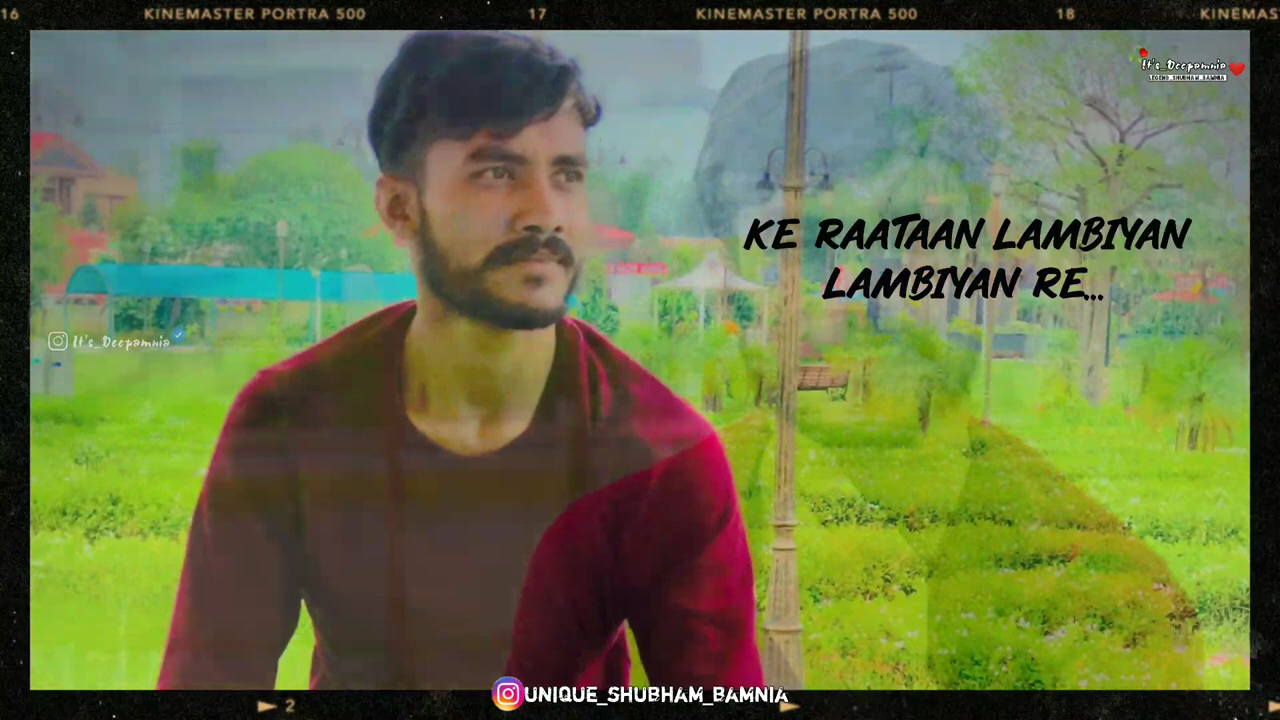 16
KINEMASTER PORTRA 500
17
KINEMASTER PORTRA 500
18
KINEMAS
It's_Deepamnia
LEGEND_SHUBHAM_BAMNIA
KE RAATAAN LAMBIYAN
LAMBIYAN RE...
It's_Deepamnia
UNIQUE_SHUBHAM_BAMNIA
2